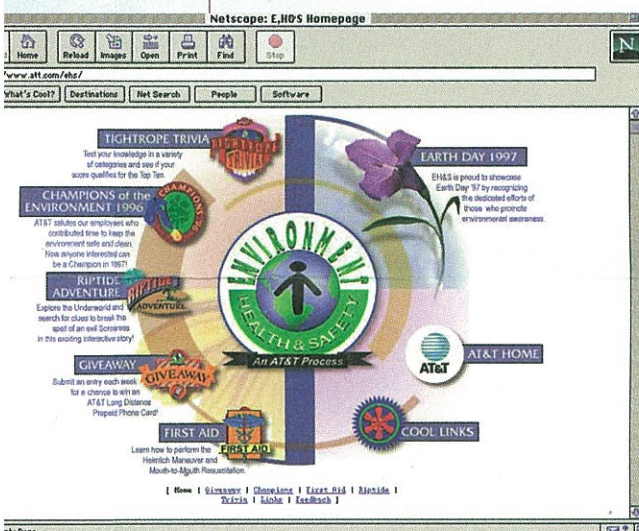 Netscape: E,H&S Homepage
Home Reload Images Open Print Find Stop
N
/www.att.com/ehs/
What's Cool? Destinations Net Search People Software
TIGHTROPE TRIVIA
Test your knowledge in a variety
of categories and see if your
score qualifies for the Top Ten.
TIGHTROPE
TRIVIA
CHAMPIONS of the
ENVIRONMENT 1996
AT&T salutes our employees who
contributed time to keep the
environment safe and clean.
Now anyone interested can
be a Champion in 1997!
CHAMPIONS
RIPTIDE
ADVENTURE
Explore the Underworld and
search for clues to break the
spell of an evil
in this exciting interactive story!
RIPTIDE
ADVENTURE
GIVEAWAY
Submit an entry each week
for a chance to win an
AT&T Long Distance
Prepaid Phone Card!
GIVEAWAY
FIRST AID
Learn how to perform the
Heimlich Maneuver and
Mouth-to-Mouth Resuscitation.
FIRST AID
ENVIRONMENT
HEALTH & SAFETY
An AT&T Process
EARTH DAY 1997
EH&S is proud to showcase
Earth Day '97 by recognizing
the dedicated efforts of
those who promote
environmental awareness.
AT&T
AT&T HOME
COOL LINKS
[ Home | Giveaway | Champions | First Aid | Riptide |
Trivia | Links | Feedback ]